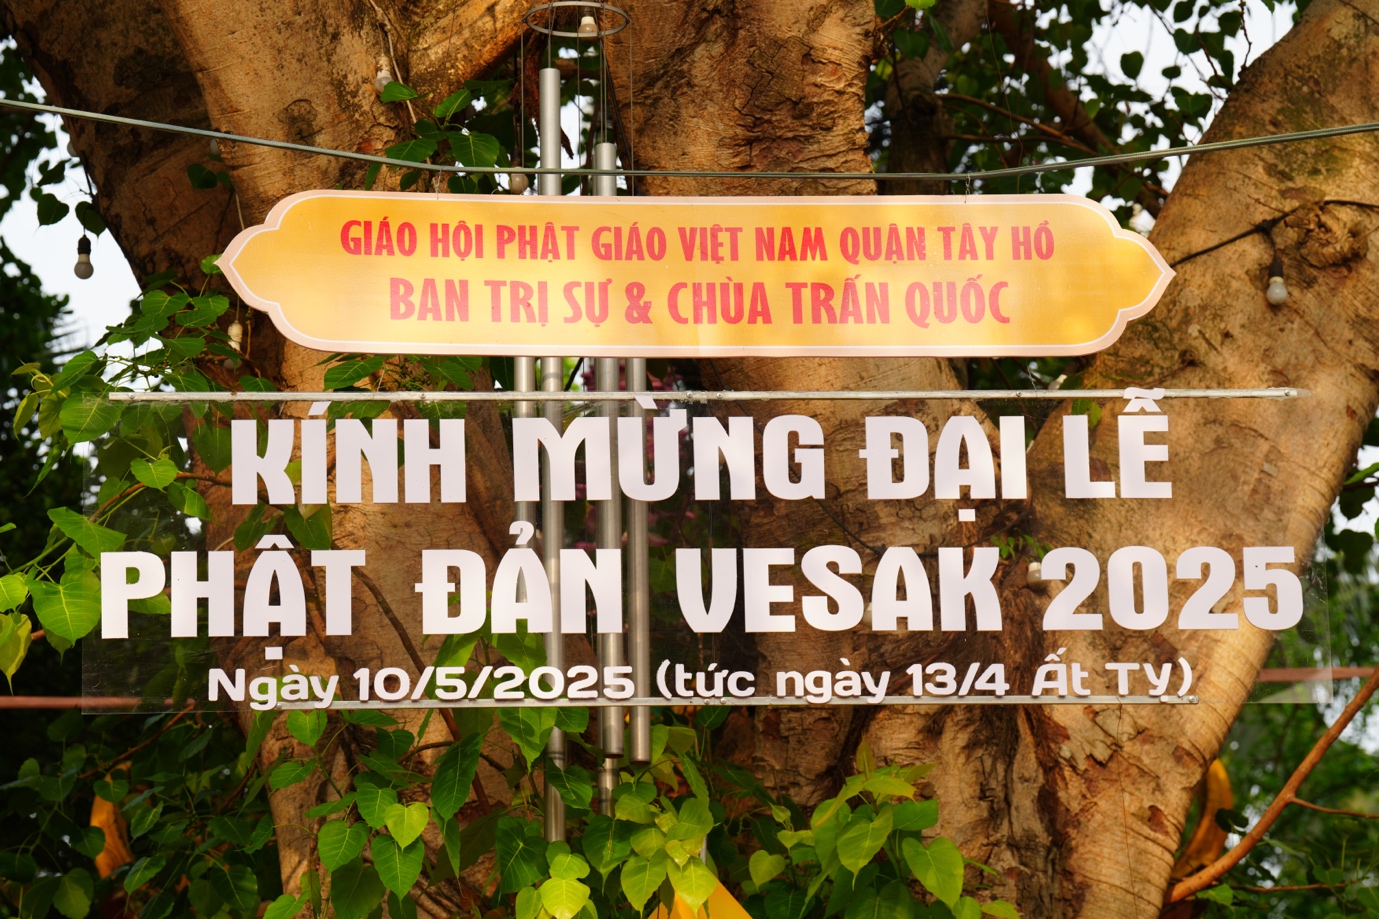 GIÁO HỘI PHẬT GIÁO VIỆT NAM QUẬN TÂY HỒ
BAN TRỊ SỰ & CHÙA TRẤN QUỐC
KÍNH MỪNG ĐẠI LỄ
PHẬT ĐẢN VESAK 2025
Ngày 10/5/2025 (tức ngày 13/4 Ất Tỵ)